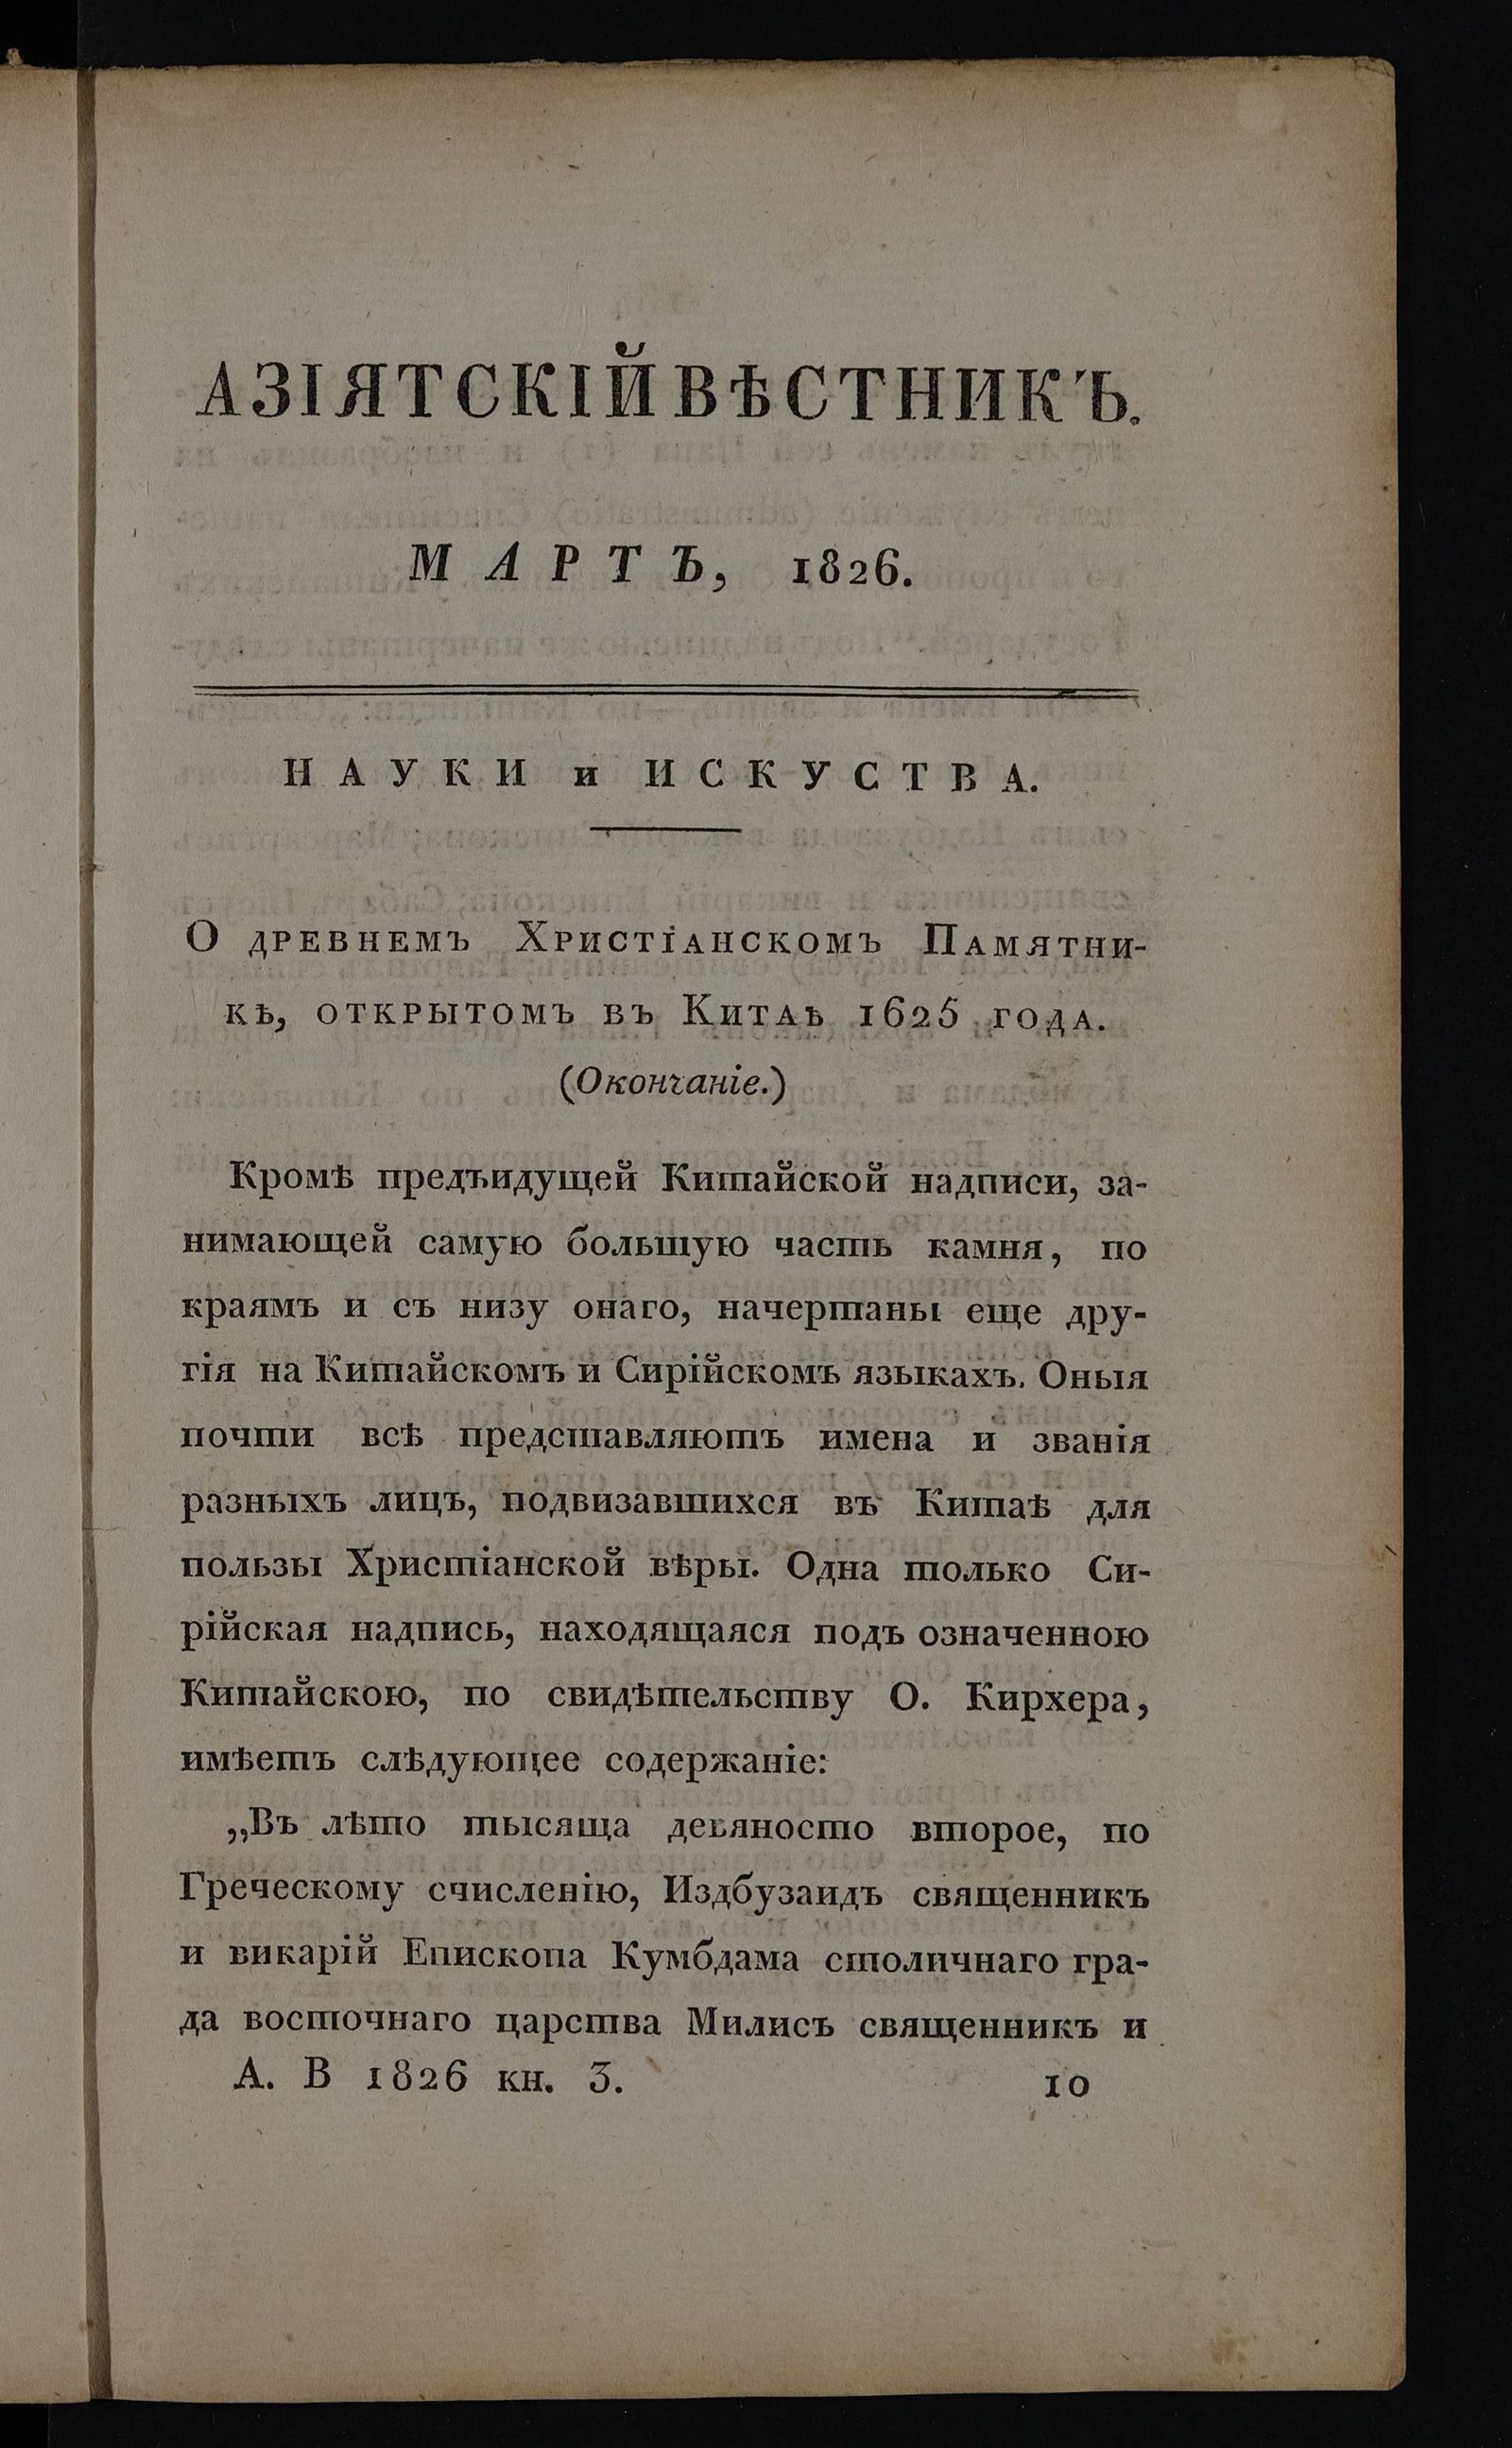 АЗІЯТСКІЙ ВѢСТНИКЪ.
МАРТЪ, 1826.
НАУКИ и ИСКУСТВА.
О древнемъ Христіанскомъ Памятни-
кѣ, открытомъ въ Китаѣ 1625 года.
(Окончаніе.)
Кромѣ предъидущей Китайской надписи, за-
нимающей самую большую часть камня, по
краямъ и съ низу онаго, начертаны еще дру-
гія на Китайскомъ и Сирійскомъ языкахъ. Оныя
почти всѣ представляютъ имена и званія
разныхъ лицъ, подвизавшихся въ Китаѣ для
пользы Христіанской вѣры. Одна только Си-
рійская надпись, находящаяся подъ означенною
Китайскою, по свидѣтельству О. Кирхера,
имѣетъ слѣдующее содержаніе:
„Въ лѣто тысяща девяносто второе, по
Греческому счисленію, Издбузаидъ священникъ
и викарій Епископа Кумбдама столичнаго гра-
да восточнаго царства Милисъ священникъ и
А. В 1826 кн. 3. 10